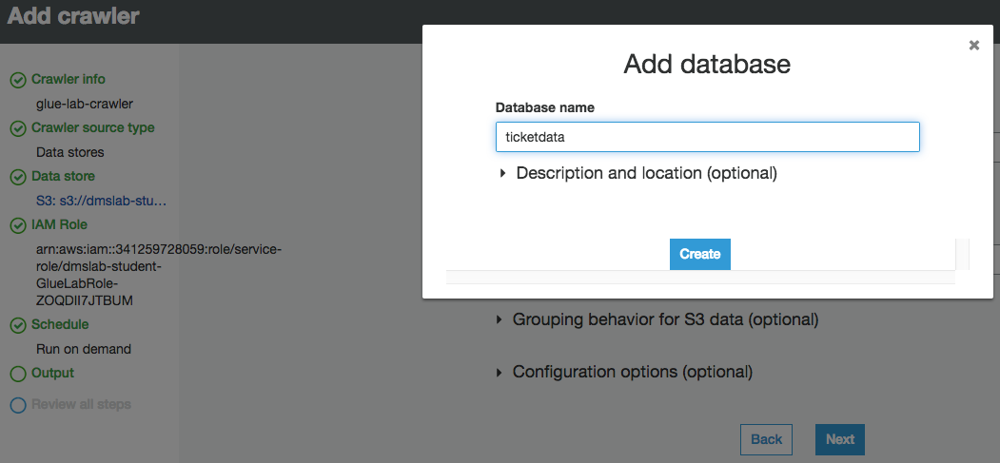 Add crawler
Crawler info
glue-lab-crawler
Crawler source type
Data stores
Data store
S3: s3://dmslab-stu...
IAM Role
arn:aws:iam::341259728059:role/service-
role/dmslab-student-
GlueLabRole-
ZOQDII7JTBUM
Schedule
Run on demand
Output
Review all steps
Add database
Database name
ticketdata
Description and location (optional)
Create
Grouping behavior for S3 data (optional)
Configuration options (optional)
Back
Next